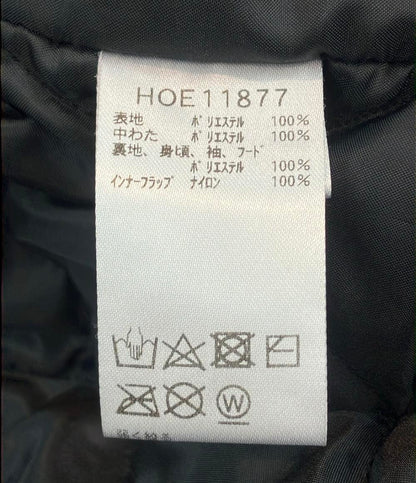 HOE11877
表地 ポリエステル 100%
中わた ポリエステル 100%
裏地、身頃、袖、フード
ポリエステル 100%
インナーフラップ ナイロン 100%
W